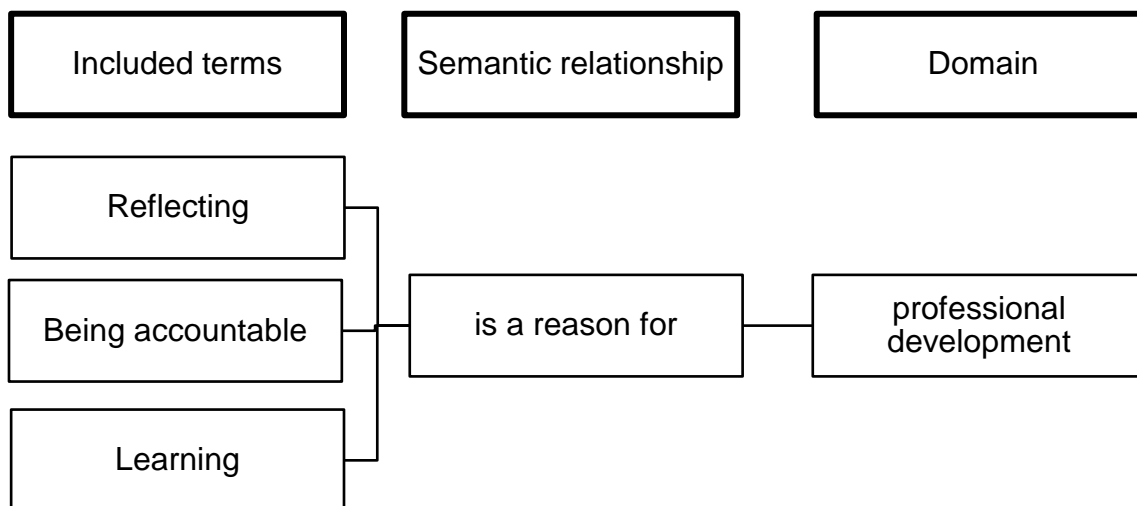 Included terms
Semantic relationship
Domain
Reflecting
Being accountable
Learning
is a reason for
professional
development